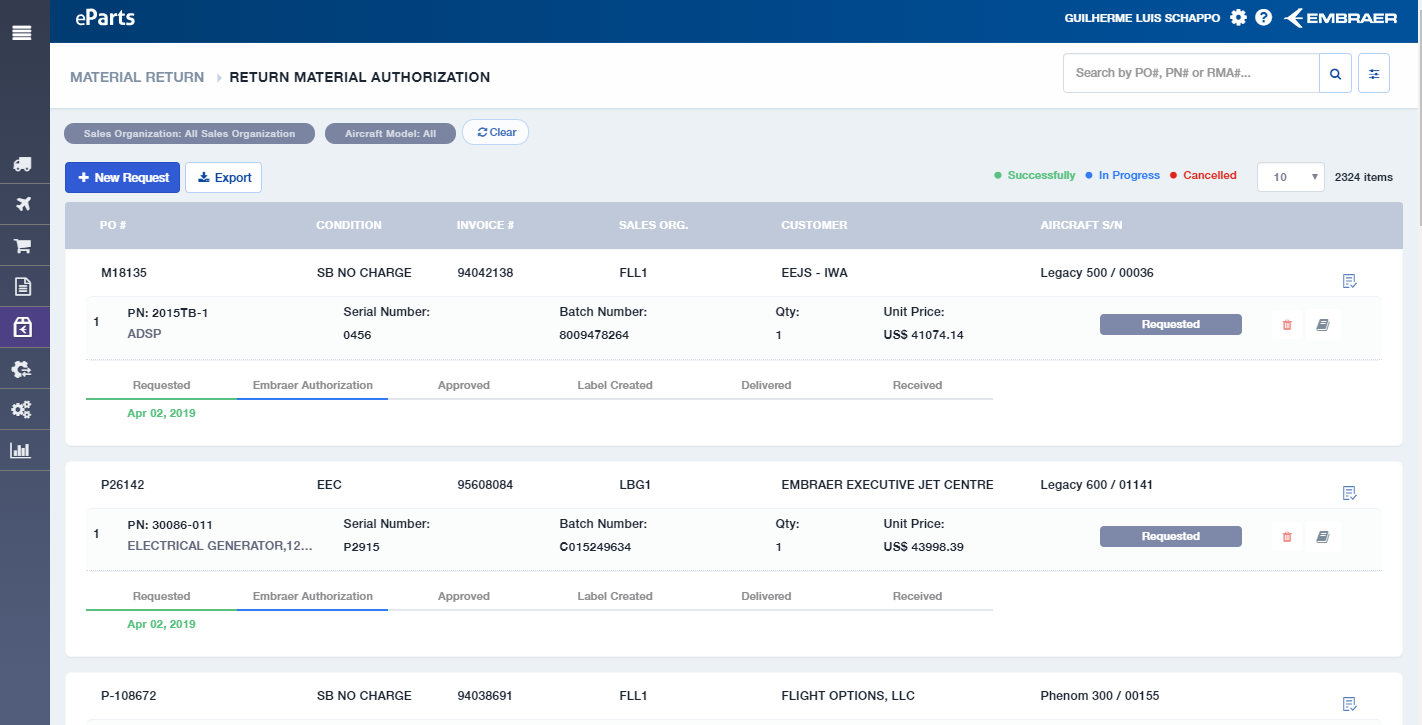 eParts
GUILHERME LUIS SCHAPPO
EMBRAER
MATERIAL RETURN RETURN MATERIAL AUTHORIZATION
Search by PO#, PN# or RMA#...
Sales Organization: All Sales Organization Aircraft Model: All Clear
New Request Export
Successfully In Progress Cancelled 10 2324 items
PO # CONDITION INVOICE # SALES ORG. CUSTOMER AIRCRAFT S/N
M18135 SB NO CHARGE 94042138 FLL1 EEJS - IWA Legacy 500 / 00036
1 PN: 2015TB-1 Serial Number: Batch Number: Qty: Unit Price:
ADSP 0456 8009478264 1 US$ 41074.14 Requested
Requested Embraer Authorization Approved Label Created Delivered Received
Apr 02, 2019
P26142 EEC 95608084 LBG1 EMBRAER EXECUTIVE JET CENTRE Legacy 600 / 01141
1 PN: 30086-011 Serial Number: Batch Number: Qty: Unit Price:
ELECTRICAL GENERATOR,12... P2915 C015249634 1 US$ 43998.39 Requested
Requested Embraer Authorization Approved Label Created Delivered Received
Apr 02, 2019
P-108672 SB NO CHARGE 94038691 FLL1 FLIGHT OPTIONS, LLC Phenom 300 / 00155